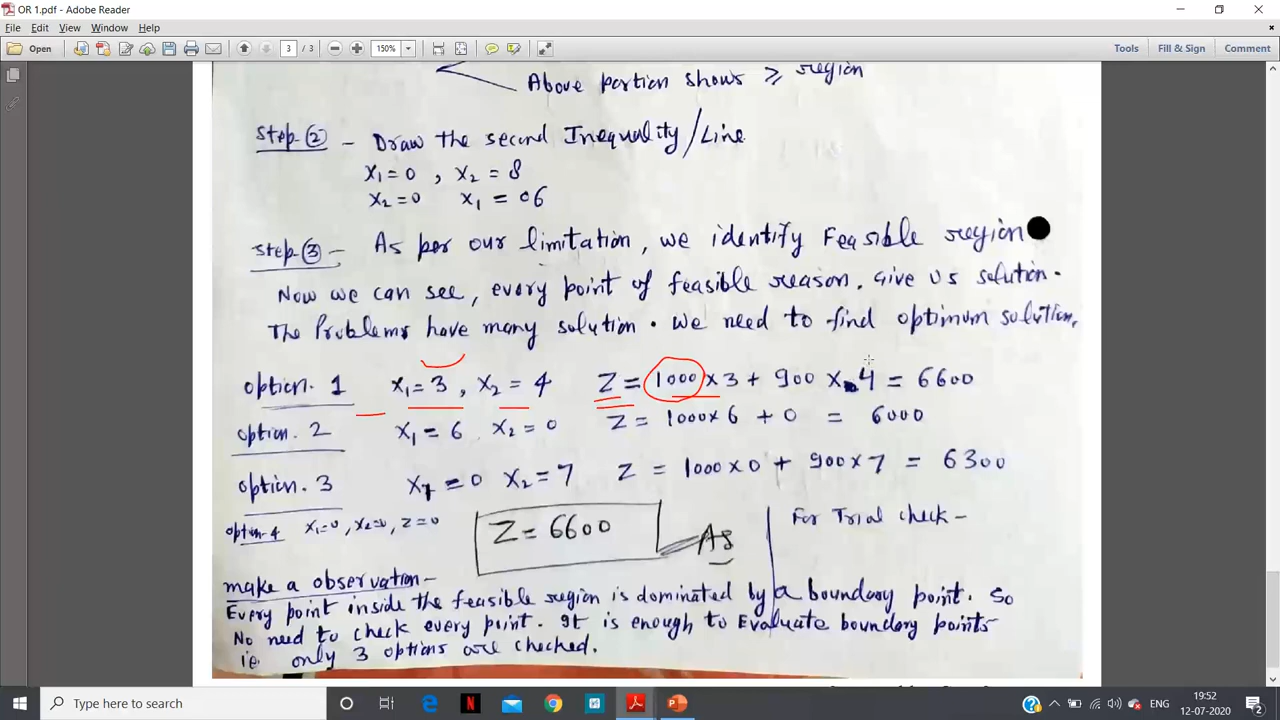 OR 1.pdf - Adobe Reader
File Edit View Window Help
Open 3 / 3 150% Tools Fill & Sign Comment
Above portion shows ≥ region
Step ② - Draw the second Inequality/Line
x₁=0 , x₂ = 8
x₂=0 x₁ = 06
Step ③ - As per our limitation, we identify Feasible region
Now we can see, every point of feasible reason. Give us solution.
The Problems have many solution. We need to find optimum solution.
option. 1 x₁=3, x₂ = 4 Z = 1000×3 + 900 × 4 = 6600
option. 2 x₁ = 6 x₂ = 0 Z = 1000×6 + 0 = 6000
option. 3 x₁ = 0 x₂ = 7 Z = 1000×0 + 900×7 = 6300
option-4 x₁=0, x₂=0, Z=0
Z = 6600 As
For Trial check -
make a observation-
Every point inside the feasible region is dominated by a boundary point. So
No need to check every point. It is enough to Evaluate boundary points
ie only 3 options are checked.
Type here to search
ENG
19:52
12-07-2020
2